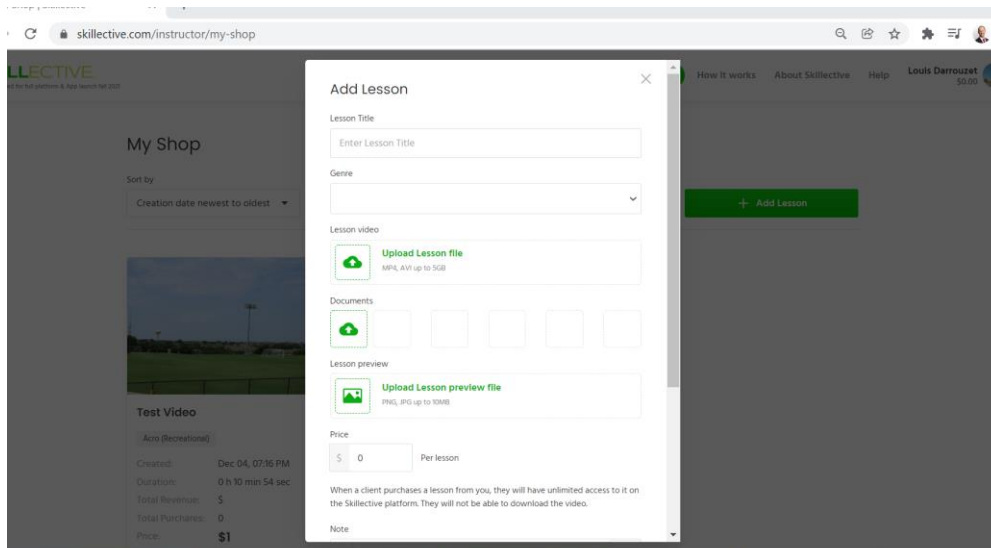 skillective.com/instructor/my-shop
LLECTIVE
How it works
About Skillective
Help
Louis Darrouzet
$0.00
My Shop
Sort by
Creation date newest to oldest
+ Add Lesson
Add Lesson
Lesson Title
Enter Lesson Title
Genre
Lesson video
Upload Lesson file
MP4, AVI up to 5GB
Documents
Lesson preview
Upload Lesson preview file
PNG, JPG up to 10MB
Price
$ 0 Per lesson
When a client purchases a lesson from you, they will have unlimited access to it on
the Skillective platform. They will not be able to download the video.
Note
Test Video
Acro (Recreational)
Created: Dec 04, 07:16 PM
Duration: 0 h 10 min 54 sec
Total Revenue: $
Total Purchares: 0
Price: $1